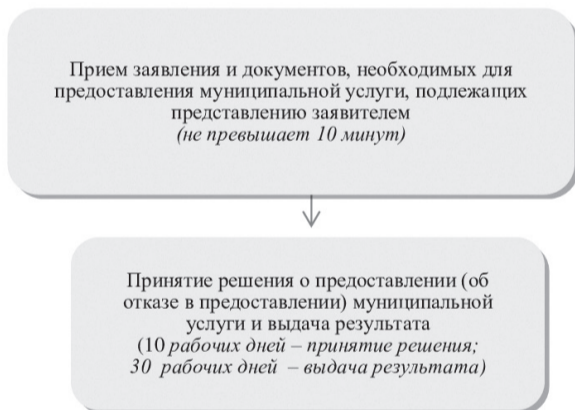 Прием заявления и документов, необходимых для
предоставления муниципальной услуги, подлежащих
представлению заявителем
(не превышает 10 минут)
Принятие решения о предоставлении (об
отказе в предоставлении) муниципальной
услуги и выдача результата
(10 рабочих дней – принятие решения;
30 рабочих дней – выдача результата)